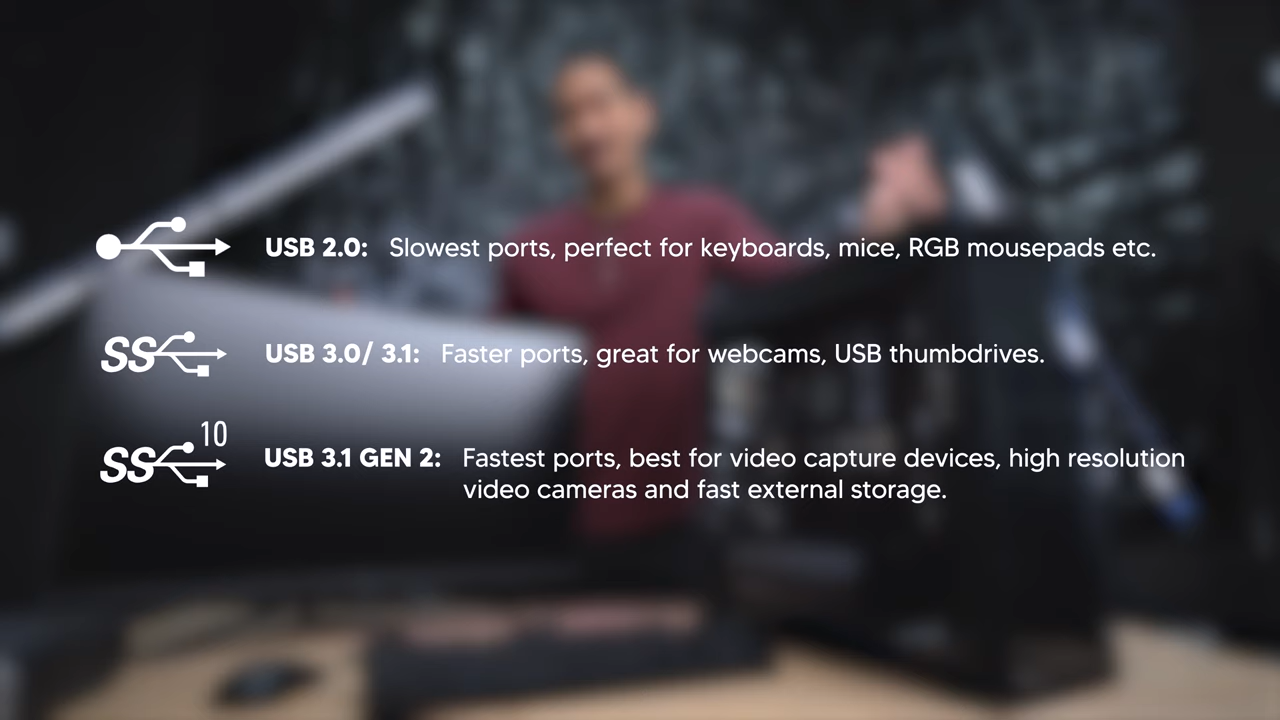 USB 2.0: Slowest ports, perfect for keyboards, mice, RGB mousepads etc.
SS USB 3.0/ 3.1: Faster ports, great for webcams, USB thumbdrives.
10
SS USB 3.1 GEN 2: Fastest ports, best for video capture devices, high resolution
video cameras and fast external storage.